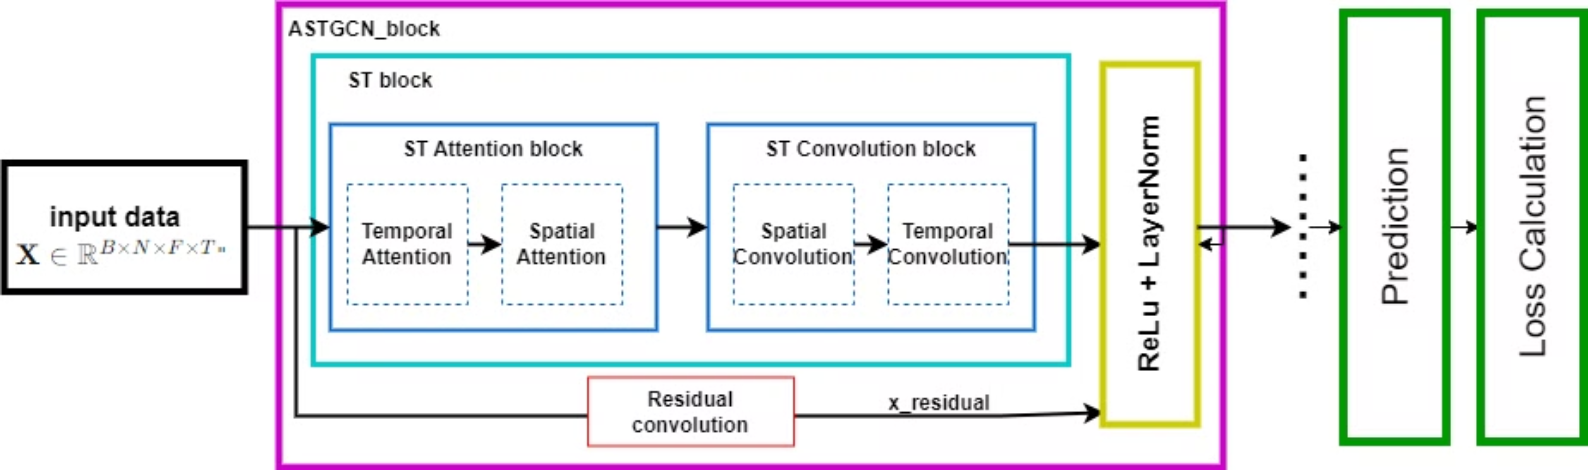 ASTGCN_block
ST block
ST Attention block
ST Convolution block
input data
X ∈ ℝ^{B×N×F×T_n}
Temporal
Attention
Spatial
Attention
Spatial
Convolution
Temporal
Convolution
Residual
convolution
x_residual
ReLu + LayerNorm
Prediction
Loss Calculation